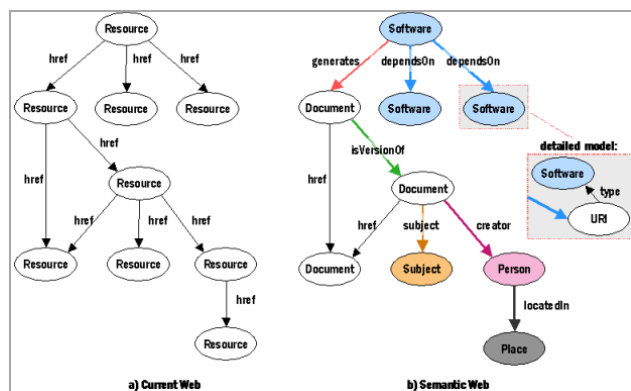 Resource
href
href
href
Resource
Resource
Resource
href
href
Resource
href
href
href
Resource
Resource
Resource
href
Resource
a) Current Web
Software
generates
dependsOn
dependsOn
Document
Software
Software
isVersionOf
detailed model:
Software
type
URI
href
Document
href
subject
creator
Document
Subject
Person
locatedIn
Place
b) Semantic Web